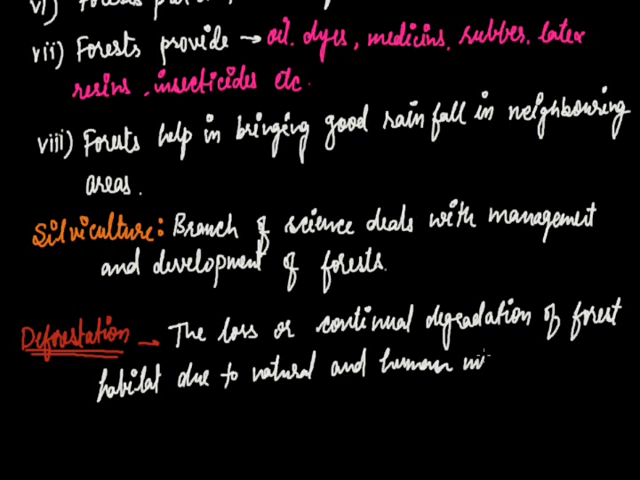 vi) Forests
vii) Forests provide → oil, dyes, medicins, rubber, latex
resins, insecticides etc.
viii) Forests help in bringing good rainfall in neighbouring
areas.
Silviculture: Branch of science deals with management
and development of forests.
Deforestation → The loss or continual degradation of forest
habitat due to natural and human